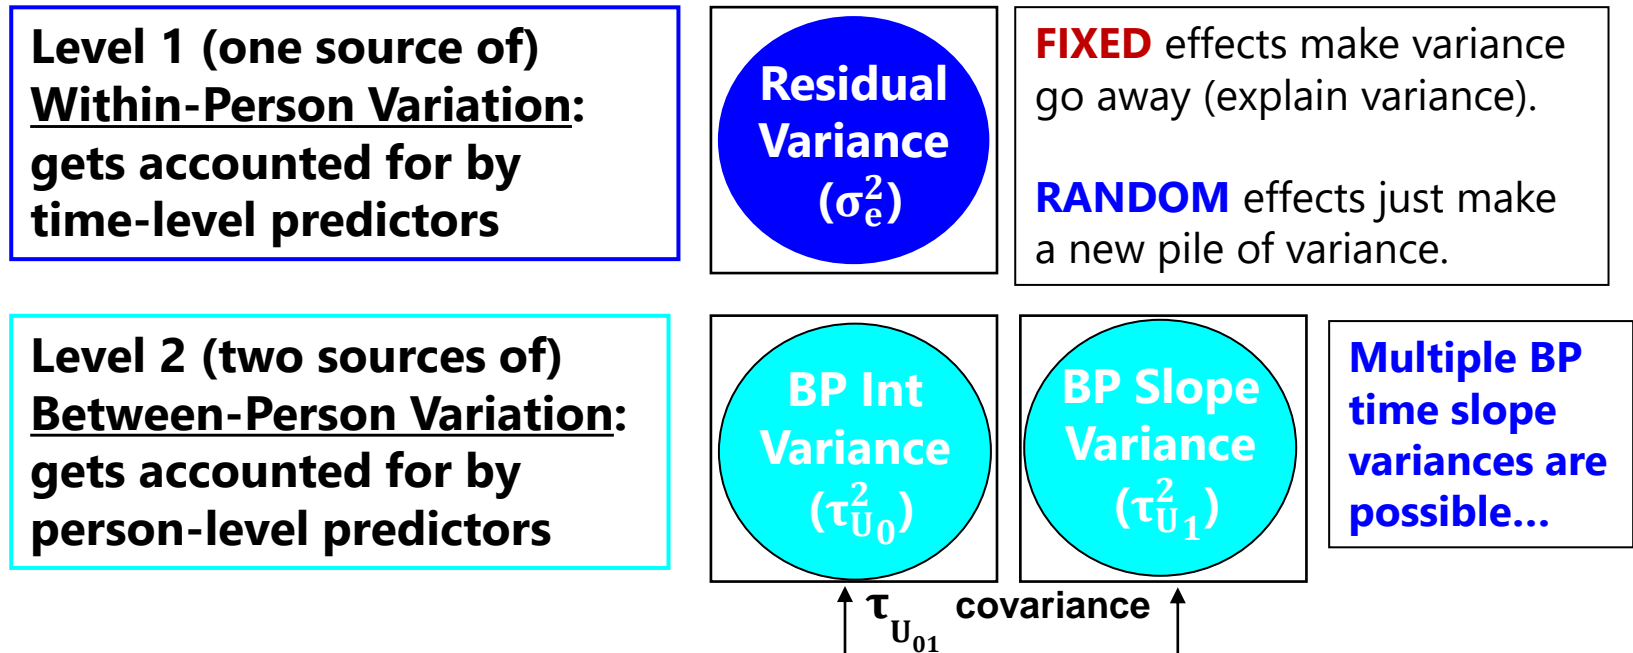 Level 1 (one source of)
Within-Person Variation:
gets accounted for by
time-level predictors
Residual
Variance
(σ²ₑ)
FIXED effects make variance
go away (explain variance).
RANDOM effects just make
a new pile of variance.
Level 2 (two sources of)
Between-Person Variation:
gets accounted for by
person-level predictors
BP Int
Variance
(τ²U₀)
BP Slope
Variance
(τ²U₁)
Multiple BP
time slope
variances are
possible…
τU₀₁ covariance